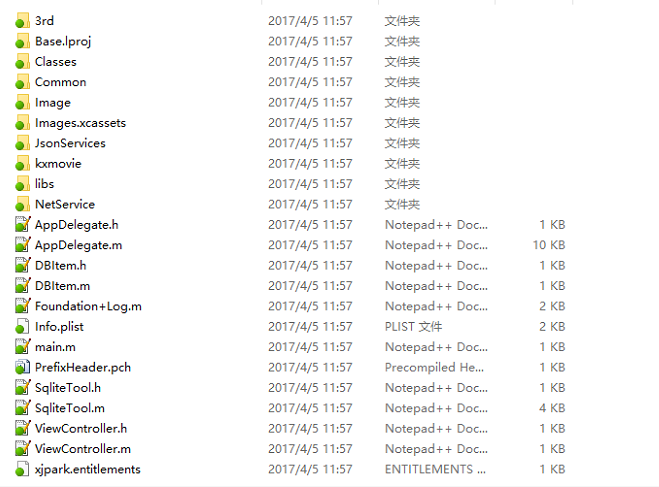 3rd 2017/4/5 11:57 文件夹
Base.lproj 2017/4/5 11:57 文件夹
Classes 2017/4/5 11:57 文件夹
Common 2017/4/5 11:57 文件夹
Image 2017/4/5 11:57 文件夹
Images.xcassets 2017/4/5 11:57 文件夹
JsonServices 2017/4/5 11:57 文件夹
kxmovie 2017/4/5 11:57 文件夹
libs 2017/4/5 11:57 文件夹
NetService 2017/4/5 11:57 文件夹
AppDelegate.h 2017/4/5 11:57 Notepad++ Doc... 1 KB
AppDelegate.m 2017/4/5 11:57 Notepad++ Doc... 10 KB
DBItem.h 2017/4/5 11:57 Notepad++ Doc... 1 KB
DBItem.m 2017/4/5 11:57 Notepad++ Doc... 1 KB
Foundation+Log.m 2017/4/5 11:57 Notepad++ Doc... 2 KB
Info.plist 2017/4/5 11:57 PLIST 文件 2 KB
main.m 2017/4/5 11:57 Notepad++ Doc... 1 KB
PrefixHeader.pch 2017/4/5 11:57 Precompiled He... 1 KB
SqliteTool.h 2017/4/5 11:57 Notepad++ Doc... 1 KB
SqliteTool.m 2017/4/5 11:57 Notepad++ Doc... 4 KB
ViewController.h 2017/4/5 11:57 Notepad++ Doc... 1 KB
ViewController.m 2017/4/5 11:57 Notepad++ Doc... 1 KB
xjpark.entitlements 2017/4/5 11:57 ENTITLEMENTS ... 1 KB